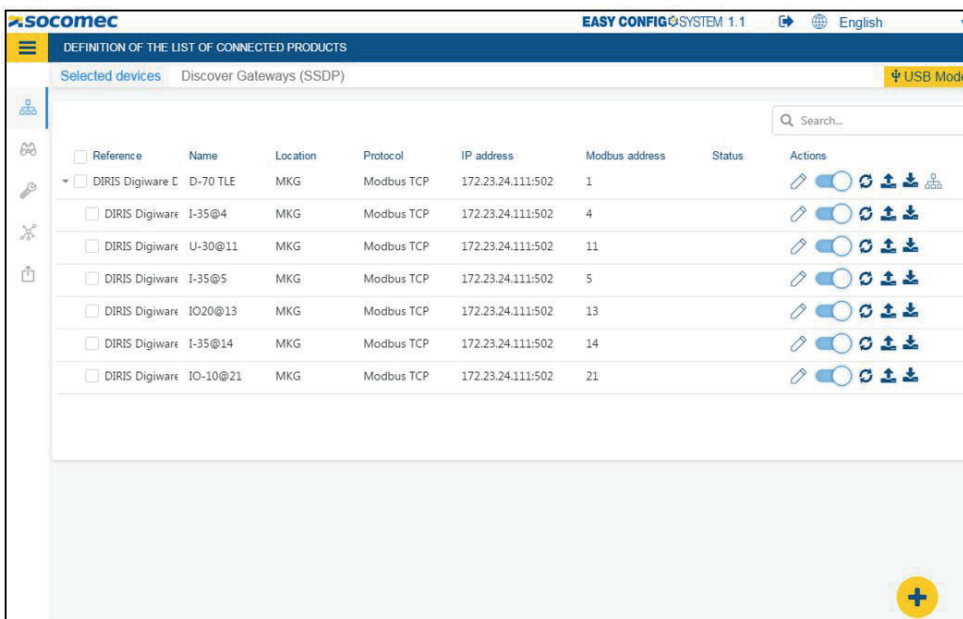 socomec
EASY CONFIG SYSTEM 1.1 English
DEFINITION OF THE LIST OF CONNECTED PRODUCTS
Selected devices Discover Gateways (SSDP) USB Mode
Search...
Reference Name Location Protocol IP address Modbus address Status Actions
DIRIS Digiware D D-70 TLE MKG Modbus TCP 172.23.24.111:502 1
DIRIS Digiware I-35@4 MKG Modbus TCP 172.23.24.111:502 4
DIRIS Digiware U-30@11 MKG Modbus TCP 172.23.24.111:502 11
DIRIS Digiware I-35@5 MKG Modbus TCP 172.23.24.111:502 5
DIRIS Digiware IO20@13 MKG Modbus TCP 172.23.24.111:502 13
DIRIS Digiware I-35@14 MKG Modbus TCP 172.23.24.111:502 14
DIRIS Digiware IO-10@21 MKG Modbus TCP 172.23.24.111:502 21